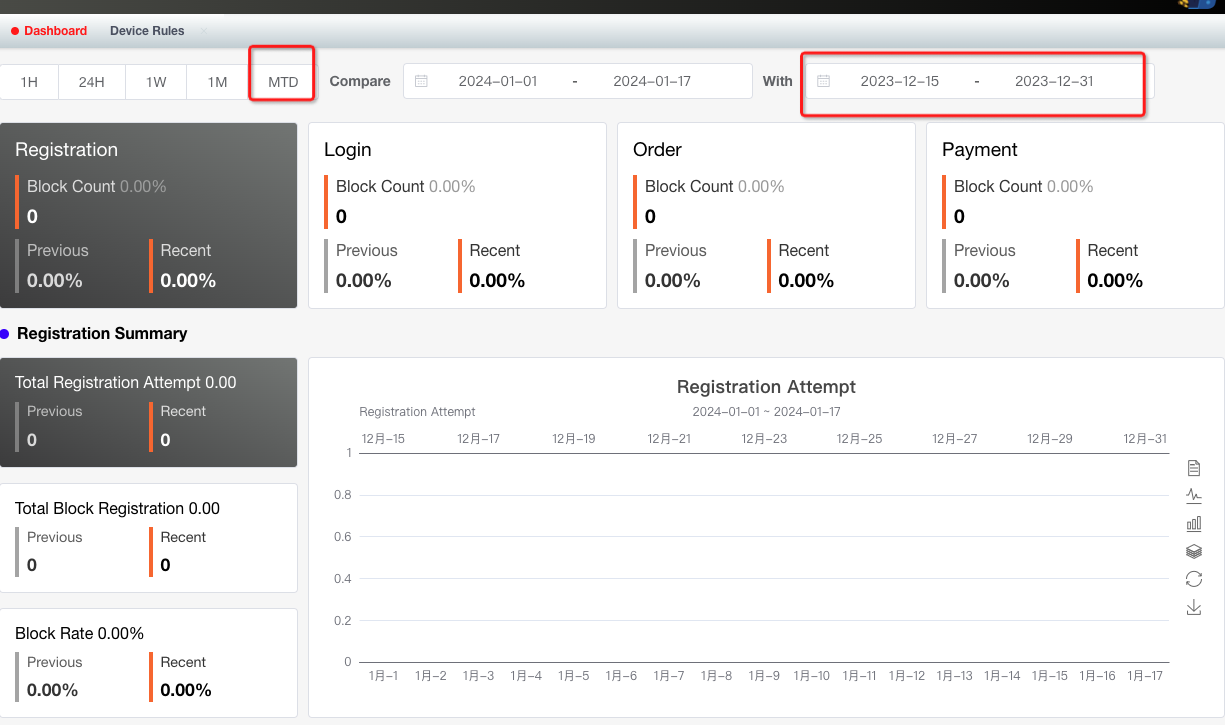 Dashboard Device Rules
1H 24H 1W 1M MTD Compare 2024-01-01 - 2024-01-17 With 2023-12-15 - 2023-12-31
Registration
Block Count 0.00%
0
Previous Recent
0.00% 0.00%
Login
Block Count 0.00%
0
Previous Recent
0.00% 0.00%
Order
Block Count 0.00%
0
Previous Recent
0.00% 0.00%
Payment
Block Count 0.00%
0
Previous Recent
0.00% 0.00%
Registration Summary
Total Registration Attempt 0.00
Previous Recent
0 0
Total Block Registration 0.00
Previous Recent
0 0
Block Rate 0.00%
Previous Recent
0.00% 0.00%
Registration Attempt
2024-01-01 ~ 2024-01-17
Registration Attempt
12月-15 12月-17 12月-19 12月-21 12月-23 12月-25 12月-27 12月-29 12月-31
1
0.8
0.6
0.4
0.2
0
1月-1 1月-2 1月-3 1月-4 1月-5 1月-6 1月-7 1月-8 1月-9 1月-10 1月-11 1月-12 1月-13 1月-14 1月-15 1月-16 1月-17